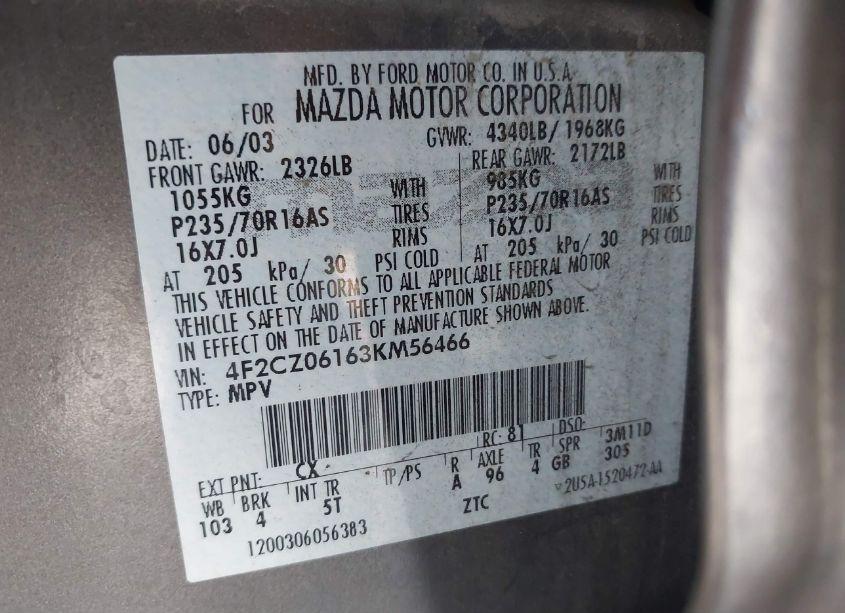 MFD. BY FORD MOTOR CO. IN U.S.A.
FOR MAZDA MOTOR CORPORATION
DATE: 06/03 GVWR: 4340LB/ 1968KG
FRONT GAWR: 2326LB REAR GAWR: 2172LB
1055KG WITH 985KG WITH
P235/70R16AS TIRES P235/70R16AS TIRES
16X7.0J RIMS 16X7.0J RIMS
AT 205 kPa/ 30 PSI COLD AT 205 kPa/ 30 PSI COLD
THIS VEHICLE CONFORMS TO ALL APPLICABLE FEDERAL MOTOR
VEHICLE SAFETY AND THEFT PREVENTION STANDARDS
IN EFFECT ON THE DATE OF MANUFACTURE SHOWN ABOVE.
VIN: 4F2CZ06163KM56466
TYPE: MPV
EXT PNT: CX RC: 81 DSO:
WB BRK INT TR TP/PS R AXLE TR SPR 3M11D
103 4 5T A 96 4 GB 305
1200306056383 ZTC 2U5A-1520472-AA